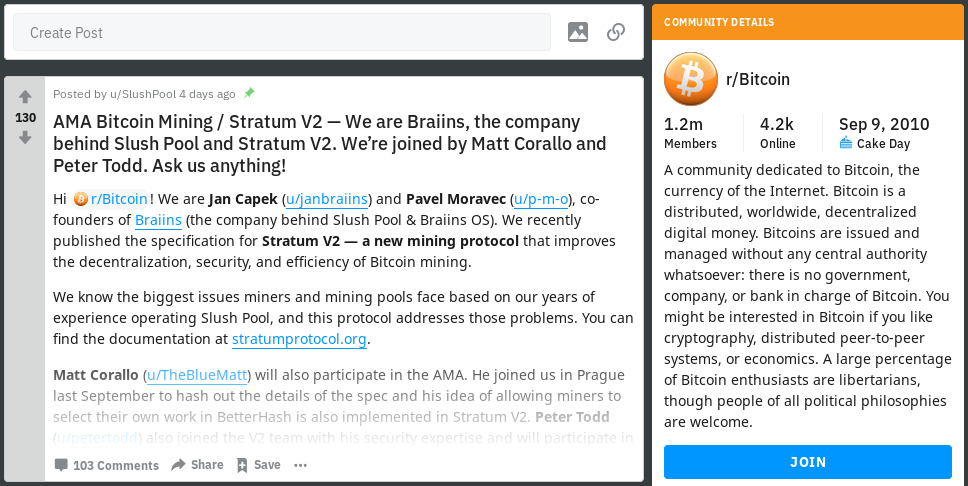 Create Post
Posted by u/SlushPool 4 days ago
130
AMA Bitcoin Mining / Stratum V2 — We are Braiins, the company
behind Slush Pool and Stratum V2. We’re joined by Matt Corallo and
Peter Todd. Ask us anything!
Hi r/Bitcoin! We are Jan Capek (u/janbraiins) and Pavel Moravec (u/p-m-o), co-
founders of Braiins (the company behind Slush Pool & Braiins OS). We recently
published the specification for Stratum V2 — a new mining protocol that improves
the decentralization, security, and efficiency of Bitcoin mining.
We know the biggest issues miners and mining pools face based on our years of
experience operating Slush Pool, and this protocol addresses those problems. You can
find the documentation at stratumprotocol.org.
Matt Corallo (u/TheBlueMatt) will also participate in the AMA. He joined us in Prague
last September to hash out the details of the spec and his idea of allowing miners to
select their own work in BetterHash is also implemented in Stratum V2. Peter Todd
(u/petertodd) also joined the V2 team with his security expertise and will participate in
103 Comments Share Save
COMMUNITY DETAILS
r/Bitcoin
1.2m 4.2k Sep 9, 2010
Members Online Cake Day
A community dedicated to Bitcoin, the
currency of the Internet. Bitcoin is a
distributed, worldwide, decentralized
digital money. Bitcoins are issued and
managed without any central authority
whatsoever: there is no government,
company, or bank in charge of Bitcoin. You
might be interested in Bitcoin if you like
cryptography, distributed peer-to-peer
systems, or economics. A large percentage
of Bitcoin enthusiasts are libertarians,
though people of all political philosophies
are welcome.
JOIN